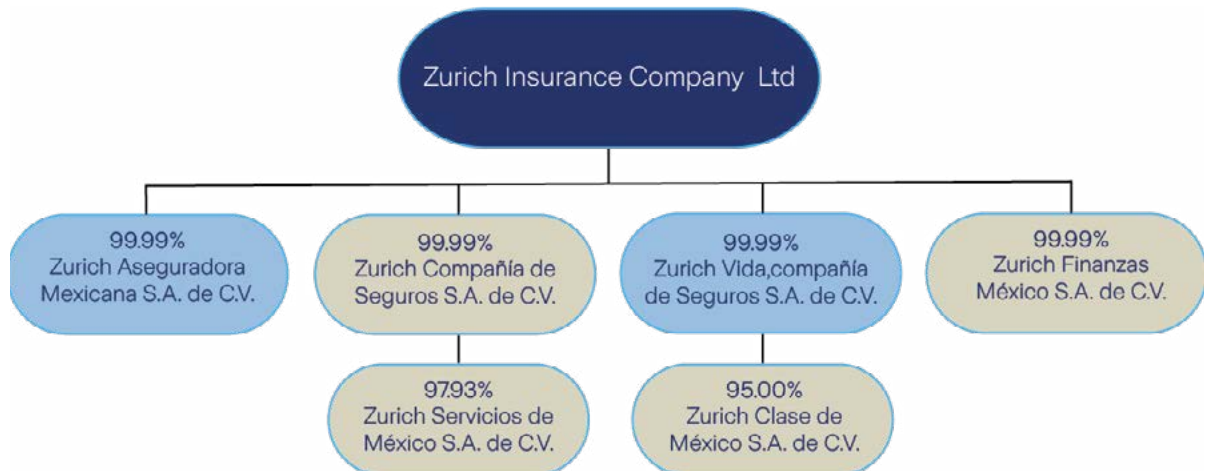 Zurich Insurance Company Ltd
99.99%
Zurich Aseguradora
Mexicana S.A. de C.V.
99.99%
Zurich Compañía de
Seguros S.A. de C.V.
99.99%
Zurich Vida,compañía
de Seguros S.A. de C.V.
99.99%
Zurich Finanzas
México S.A. de C.V.
97.93%
Zurich Servicios de
México S.A. de C.V.
95.00%
Zurich Clase de
México S.A. de C.V.